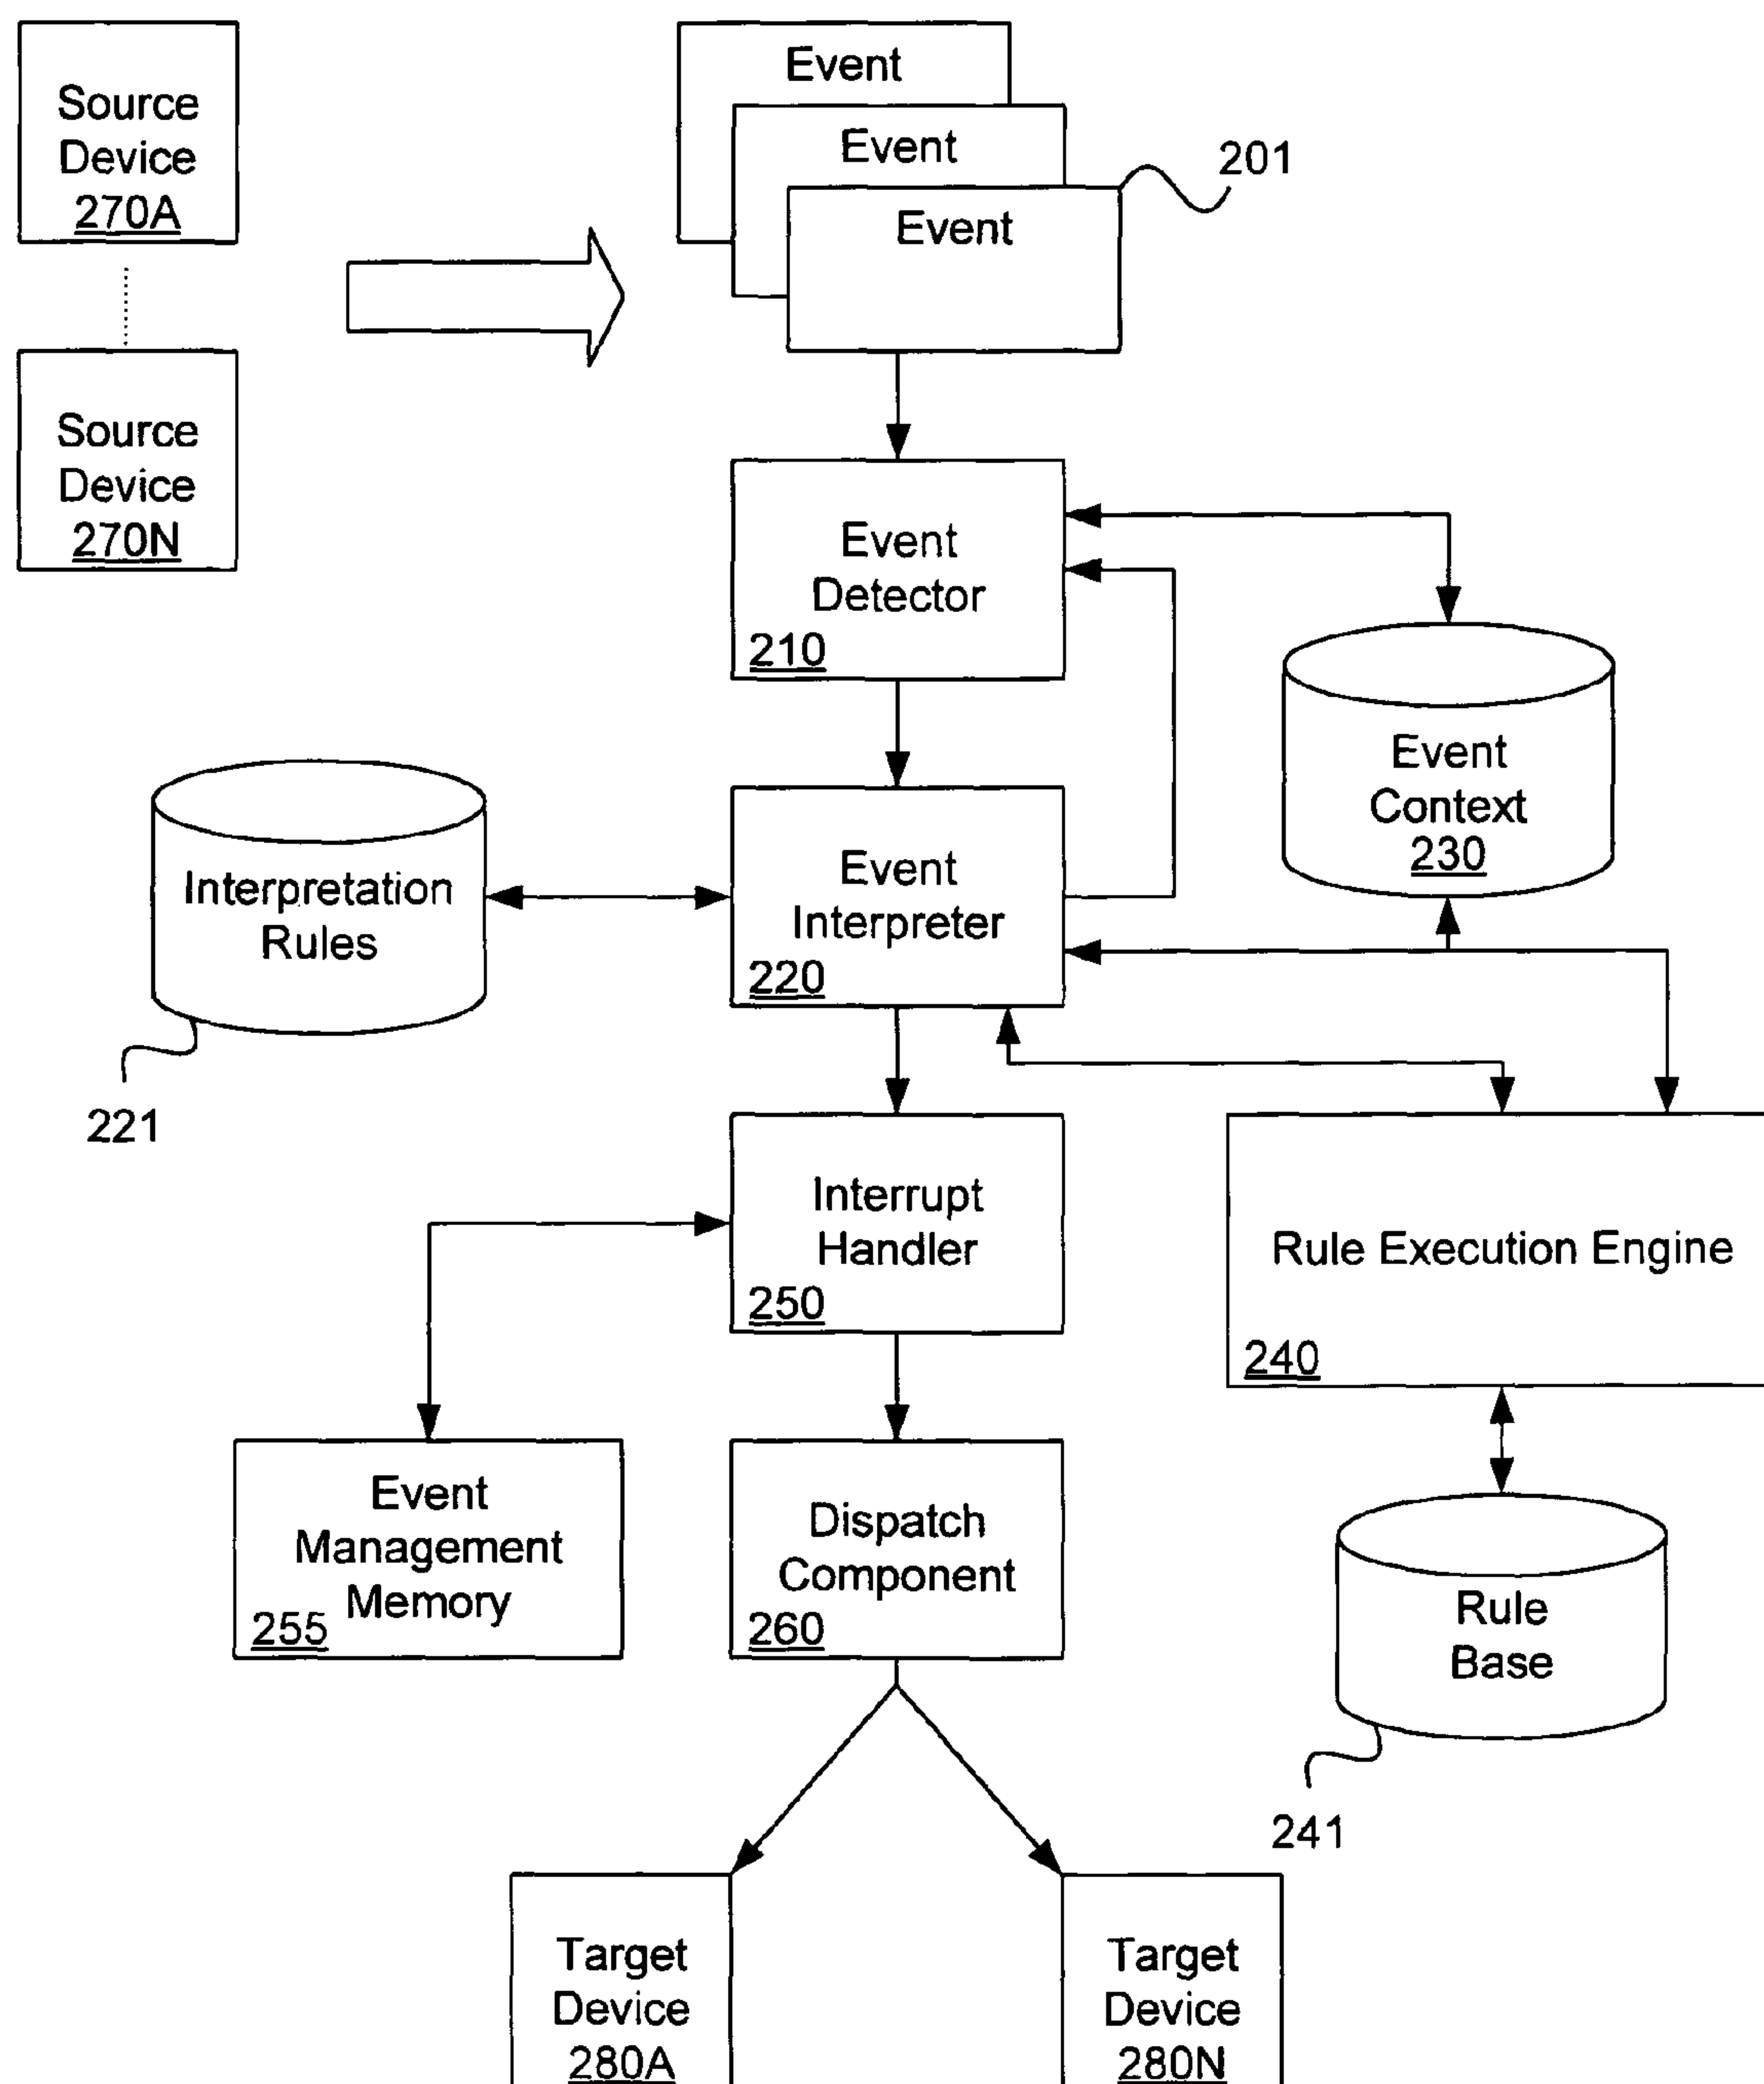 Source
Device
270A
Source
Device
270N
Event
Event
Event
201
Event
Detector
210
Event
Context
230
Interpretation
Rules
221
Event
Interpreter
220
Interrupt
Handler
250
Rule Execution Engine
240
Event
Management
Memory
255
Dispatch
Component
260
Rule
Base
241
Target
Device
280A
Target
Device
280N